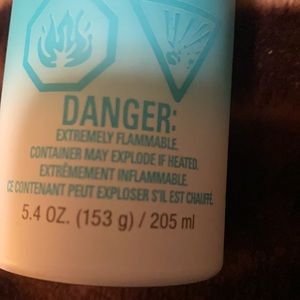 DANGER:
EXTREMELY FLAMMABLE.
CONTAINER MAY EXPLODE IF HEATED.
EXTRÊMEMENT INFLAMMABLE.
CE CONTENANT PEUT EXPLOSER S'IL EST CHAUFFÉ.
5.4 OZ. (153 g) / 205 ml